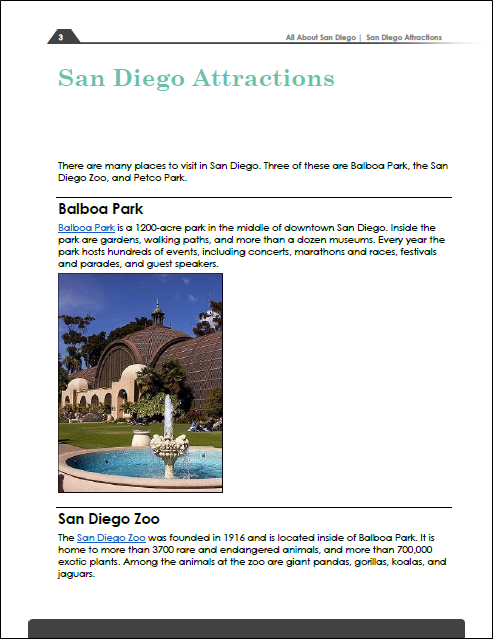 3
All About San Diego | San Diego Attractions
San Diego Attractions
There are many places to visit in San Diego. Three of these are Balboa Park, the San
Diego Zoo, and Petco Park.
Balboa Park
Balboa Park is a 1200-acre park in the middle of downtown San Diego. Inside the
park are gardens, walking paths, and more than a dozen museums. Every year the
park hosts hundreds of events, including concerts, marathons and races, festivals
and parades, and guest speakers.
San Diego Zoo
The San Diego Zoo was founded in 1916 and is located inside of Balboa Park. It is
home to more than 3700 rare and endangered animals, and more than 700,000
exotic plants. Among the animals at the zoo are giant pandas, gorillas, koalas, and
jaguars.